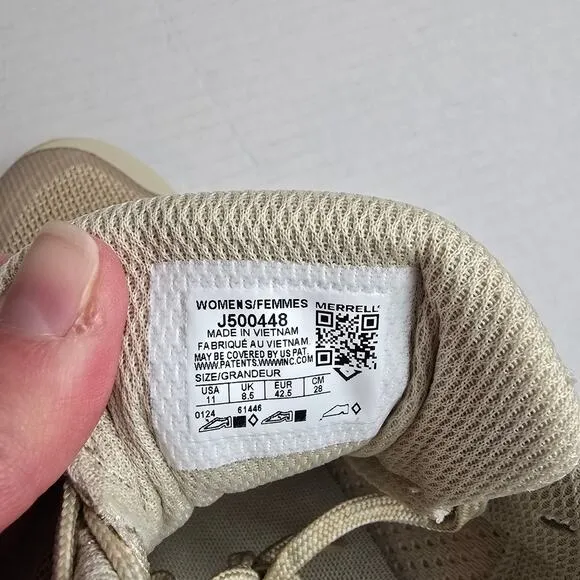 WOMENS/FEMMES MERRELL
J500448
MADE IN VIETNAM
FABRIQUÉ AU VIETNAM
MAY BE COVERED BY US PAT.
WWW.PATENTS.WWWINC.COM
SIZE/GRANDEUR
USA UK EUR CM
11 8.5 42.5 28
0124 61446